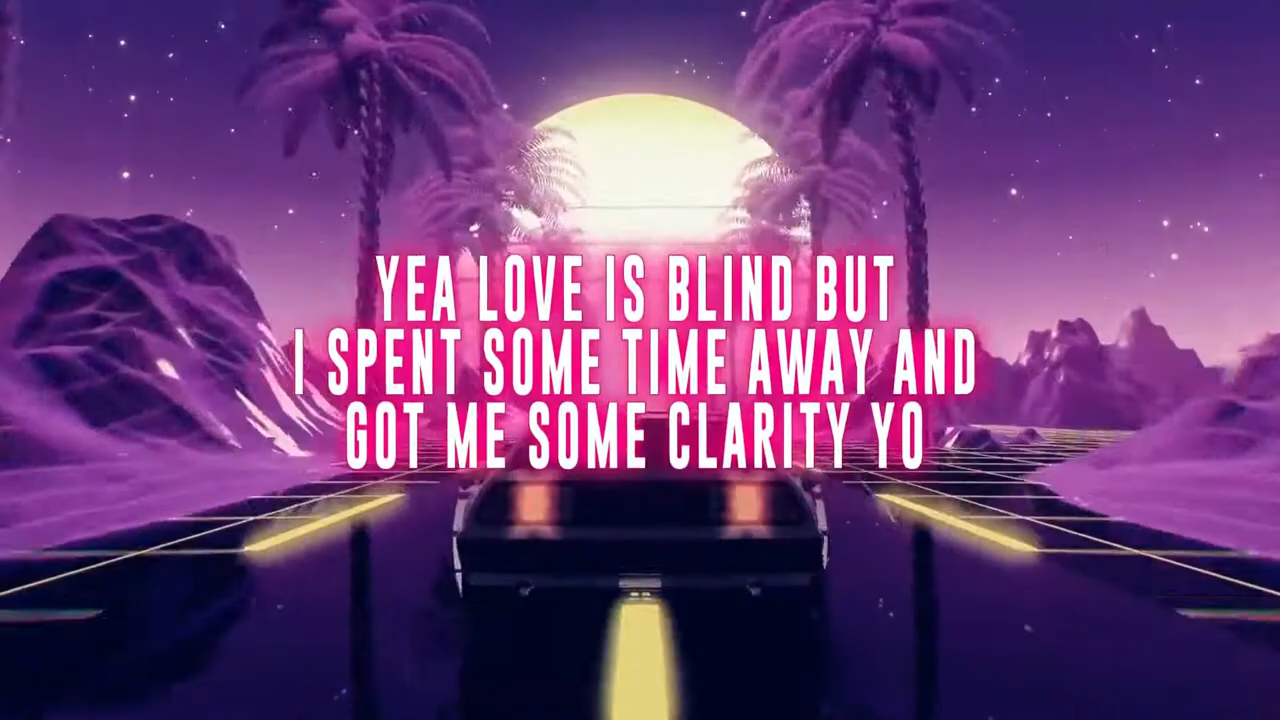 YEA LOVE IS BLIND BUT
I SPENT SOME TIME AWAY AND
GOT ME SOME CLARITY YO